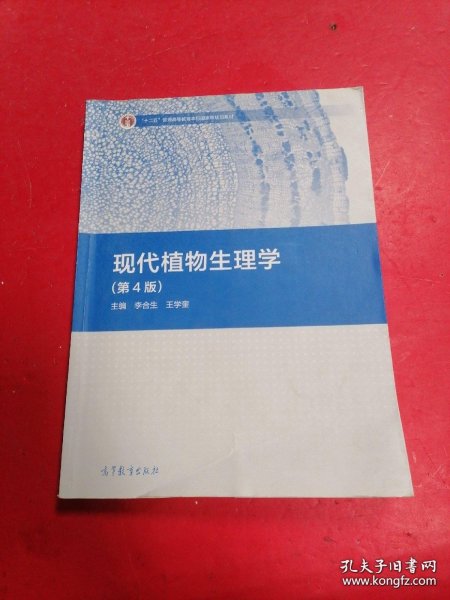 "十二五"普通高等教育本科国家级规划教材
现代植物生理学
(第4版)
主编 李合生 王学奎
高等教育出版社
孔夫子旧书网
www.kongfz.com